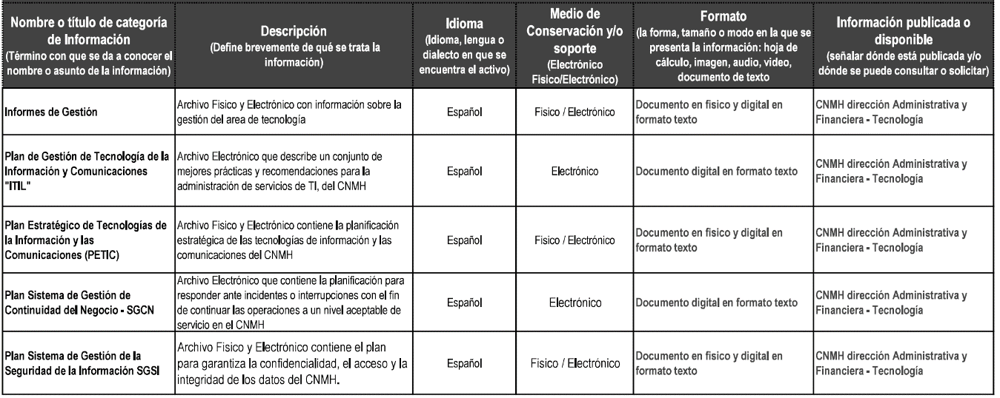 Nombre o título de categoría
de Información
(Término con que se da a conocer el
nombre o asunto de la información)
Descripción
(Define brevemente de qué se trata la
información)
Idioma
(Idioma, lengua o
dialecto en que se
encuentra el activo)
Medio de
Conservación y/o
soporte
(Electrónico
Fisico/Electrónico)
Formato
(la forma, tamaño o modo en la que se
presenta la información: hoja de
cálculo, imagen, audio, video,
documento de texto
Información publicada o
disponible
(señalar dónde está publicada y/o
dónde se puede consultar o solicitar)
Informes de Gestión
Archivo Fisico y Electrónico con información sobre la
gestión del area de tecnología
Español
Fisico / Electrónico
Documento en fisico y digital en
formato texto
CNMH dirección Administrativa y
Financiera - Tecnología
Plan de Gestión de Tecnología de la
Información y Comunicaciones
"ITIL"
Archivo Electrónico que describe un conjunto de
mejores prácticas y recomendaciones para la
administración de servicios de TI, del CNMH
Español
Electrónico
Documento digital en formato texto
CNMH dirección Administrativa y
Financiera - Tecnología
Plan Estratégico de Tecnologías de
la Información y las
Comunicaciones (PETIC)
Archivo Fisico y Electrónico contiene la planificación
estratégica de las tecnologías de información y las
comunicaciones del CNMH
Español
Fisico / Electrónico
Documento en fisico y digital en
formato texto
CNMH dirección Administrativa y
Financiera - Tecnología
Plan Sistema de Gestión de
Continuidad del Negocio - SGCN
Archivo Electrónico que contiene la planificación para
responder ante incidentes o interrupciones con el fin
de continuar las operaciones a un nivel aceptable de
servicio en el CNMH
Español
Electrónico
Documento digital en formato texto
CNMH dirección Administrativa y
Financiera - Tecnología
Plan Sistema de Gestión de la
Seguridad de la Información SGSI
Archivo Fisico y Electrónico contiene el plan
para garantiza la confidencialidad, el acceso y la
integridad de los datos del CNMH.
Español
Fisico / Electrónico
Documento en fisico y digital en
formato texto
CNMH dirección Administrativa y
Financiera - Tecnología